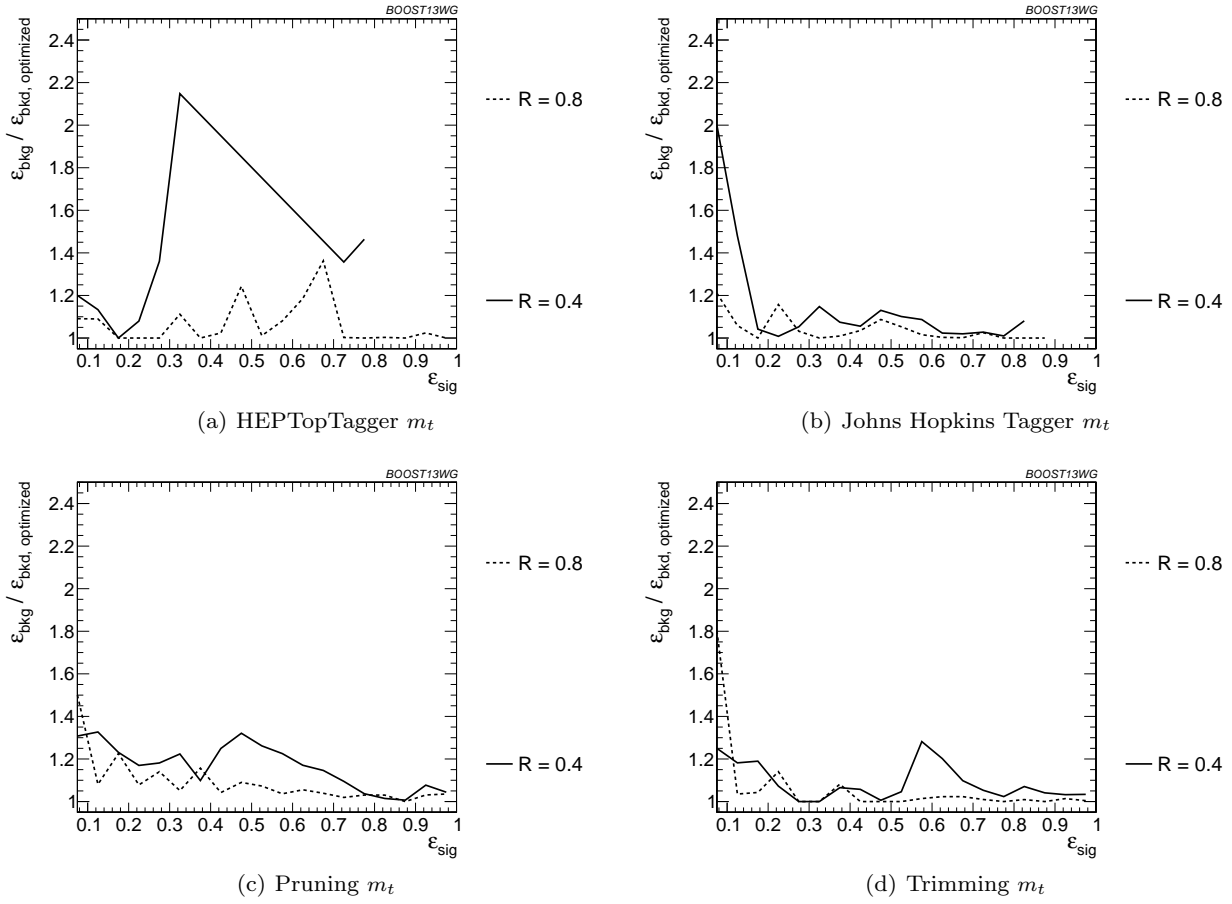 BOOST13WG
ε_bkg / ε_bkd, optimized
2.4
2.2
2
1.8
1.6
1.4
1.2
1
0.1 0.2 0.3 0.4 0.5 0.6 0.7 0.8 0.9 1
ε_sig
R = 0.8
R = 0.4
(a) HEPTopTagger m_t
BOOST13WG
ε_bkg / ε_bkd, optimized
2.4
2.2
2
1.8
1.6
1.4
1.2
1
0.1 0.2 0.3 0.4 0.5 0.6 0.7 0.8 0.9 1
ε_sig
R = 0.8
R = 0.4
(b) Johns Hopkins Tagger m_t
BOOST13WG
ε_bkg / ε_bkd, optimized
2.4
2.2
2
1.8
1.6
1.4
1.2
1
0.1 0.2 0.3 0.4 0.5 0.6 0.7 0.8 0.9 1
ε_sig
R = 0.8
R = 0.4
(c) Pruning m_t
BOOST13WG
ε_bkg / ε_bkd, optimized
2.4
2.2
2
1.8
1.6
1.4
1.2
1
0.1 0.2 0.3 0.4 0.5 0.6 0.7 0.8 0.9 1
ε_sig
R = 0.8
R = 0.4
(d) Trimming m_t